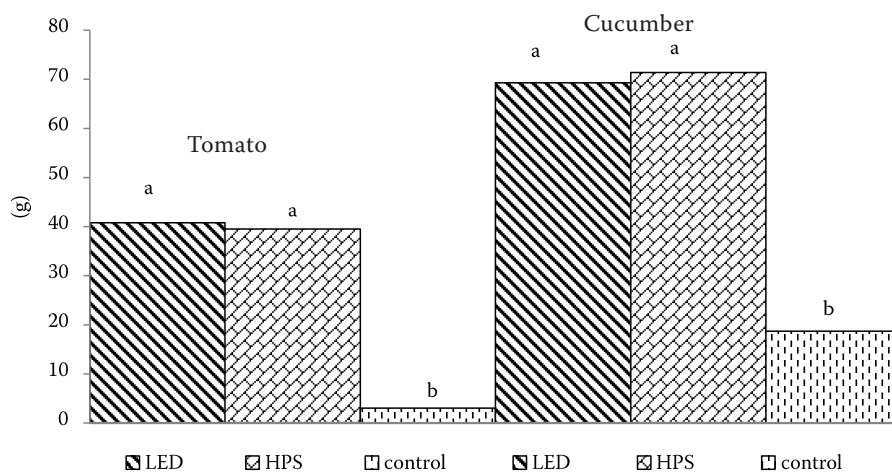 Cucumber
80
a
a
70
60
Tomato
50
a
a
40
(g)
30
b
20
10
b
0
LED HPS control LED HPS control